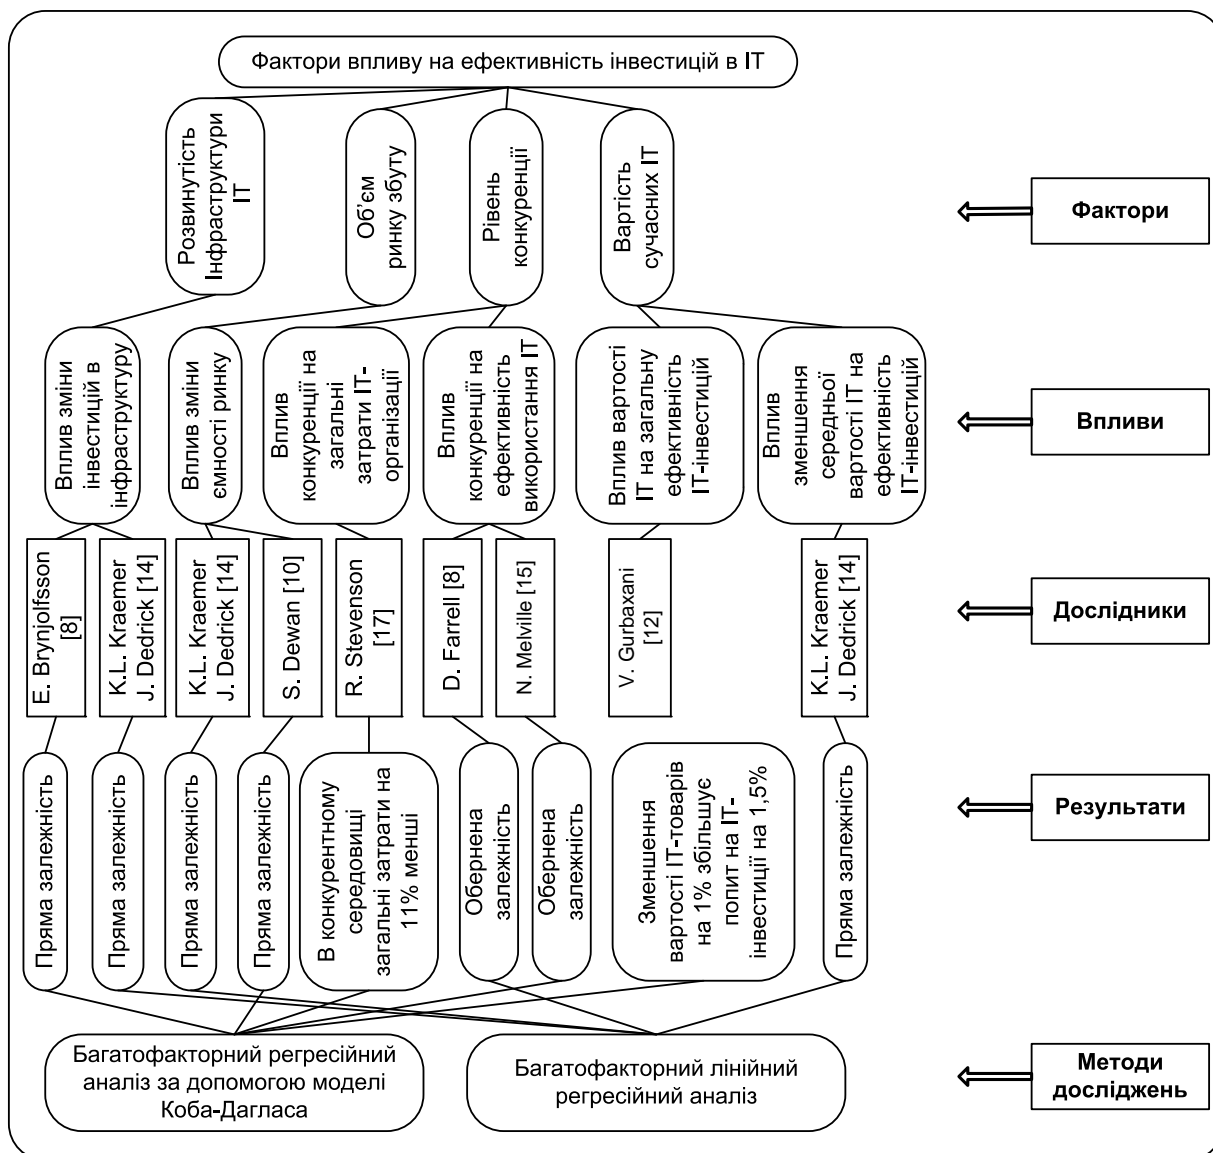 Фактори впливу на ефективність інвестицій в ІТ
Розвинутість
Інфраструктури
ІТ
Об’єм
ринку збуту
Рівень
конкуренції
Вартість
сучасних ІТ
Фактори
Вплив зміни
інвестицій в
інфраструктуру
Вплив зміни
ємності ринку
Вплив
конкуренції на
загальні
затрати ІТ-
організації
Вплив
конкуренції на
ефективність
використання ІТ
Вплив вартості
ІТ на загальну
ефективність
ІТ-інвестицій
Вплив
зменшення
середньої
вартості ІТ на
ефективність
ІТ-інвестицій
Впливи
E. Brynjolfsson
[8]
K.L. Kraemer
J. Dedrick [14]
K.L. Kraemer
J. Dedrick [14]
S. Dewan [10]
R. Stevenson
[17]
D. Farrell [8]
N. Melville [15]
V. Gurbaxani
[12]
K.L. Kraemer
J. Dedrick [14]
Дослідники
Пряма залежність
Пряма залежність
Пряма залежність
Пряма залежність
В конкурентному
середовищі
загальні затрати на
11% менші
Обернена
залежність
Обернена
залежність
Зменшення
вартості ІТ-товарів
на 1% збільшує
попит на ІТ-
інвестиції на 1,5%
Пряма залежність
Результати
Багатофакторний регресійний
аналіз за допомогою моделі
Коба-Дагласа
Багатофакторний лінійний
регресійний аналіз
Методи
досліджень